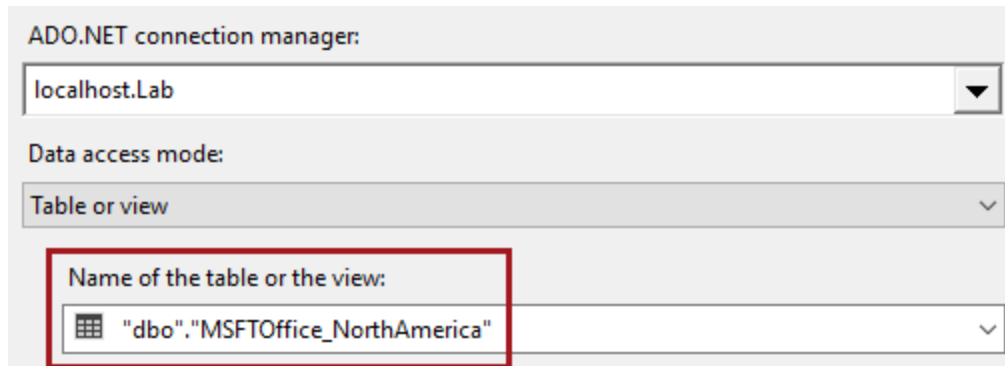 ADO.NET connection manager:
localhost.Lab
Data access mode:
Table or view
Name of the table or the view:
"dbo"."MSFTOffice_NorthAmerica"